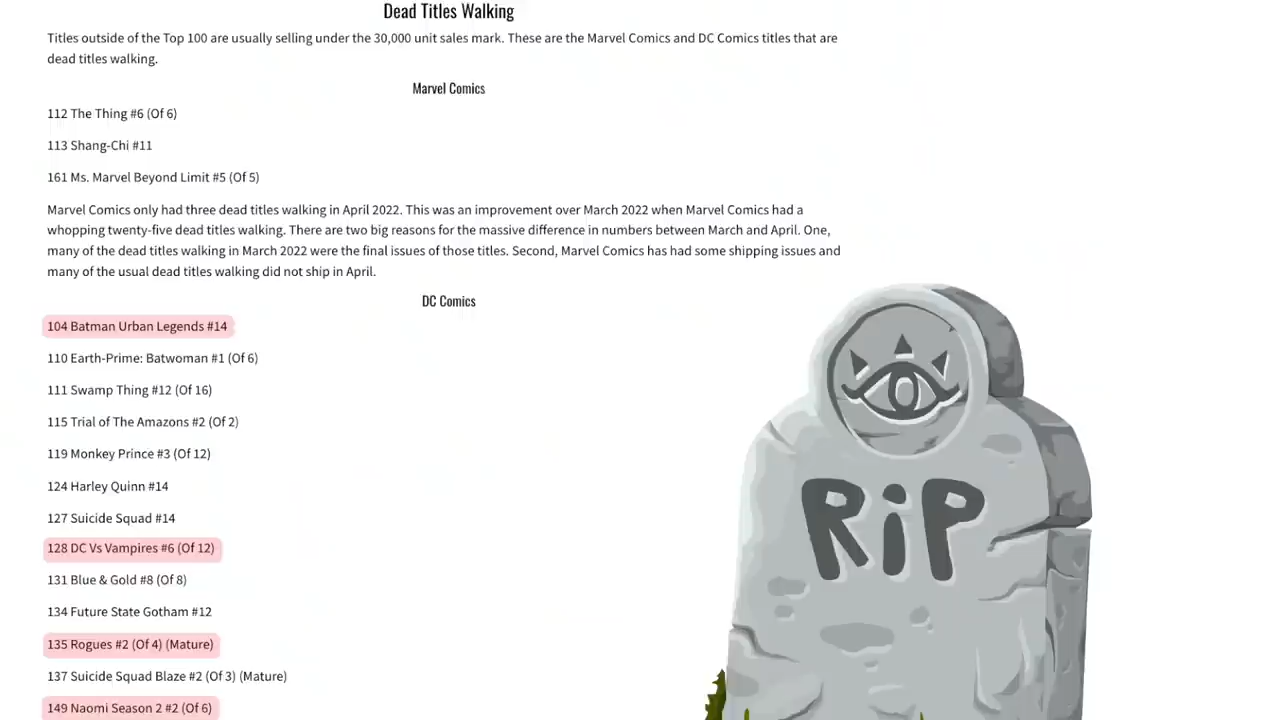 Dead Titles Walking
Titles outside of the Top 100 are usually selling under the 30,000 unit sales mark. These are the Marvel Comics and DC Comics titles that are
dead titles walking.
Marvel Comics
112 The Thing #6 (Of 6)
113 Shang-Chi #11
161 Ms. Marvel Beyond Limit #5 (Of 5)
Marvel Comics only had three dead titles walking in April 2022. This was an improvement over March 2022 when Marvel Comics had a
whopping twenty-five dead titles walking. There are two big reasons for the massive difference in numbers between March and April. One,
many of the dead titles walking in March 2022 were the final issues of those titles. Second, Marvel Comics has had some shipping issues and
many of the usual dead titles walking did not ship in April.
DC Comics
104 Batman Urban Legends #14
110 Earth-Prime: Batwoman #1 (Of 6)
111 Swamp Thing #12 (Of 16)
115 Trial of The Amazons #2 (Of 2)
119 Monkey Prince #3 (Of 12)
124 Harley Quinn #14
127 Suicide Squad #14
128 DC Vs Vampires #6 (Of 12)
131 Blue & Gold #8 (Of 8)
134 Future State Gotham #12
135 Rogues #2 (Of 4) (Mature)
137 Suicide Squad Blaze #2 (Of 3) (Mature)
149 Naomi Season 2 #2 (Of 6)
RiP